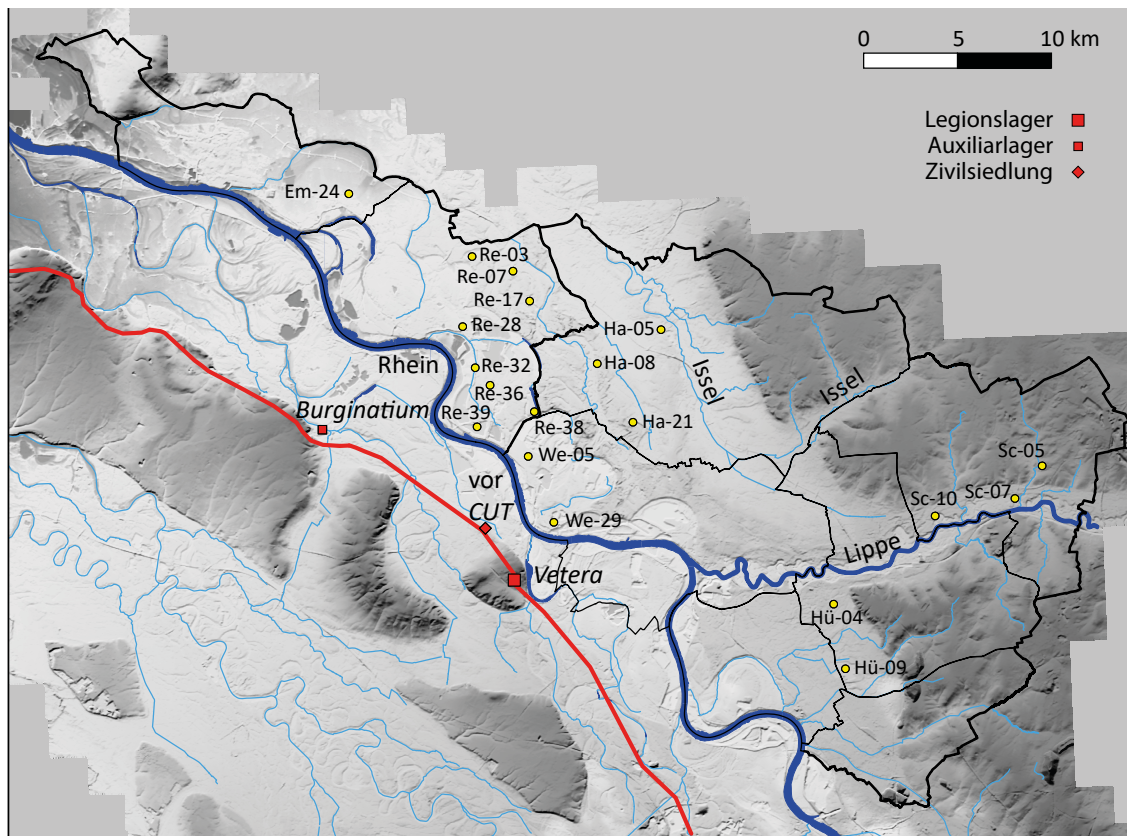 0 5 10 km
Legionslager
Auxiliarlager
Zivilsiedlung
Em-24
Re-03
Re-07
Re-17
Re-28
Ha-05
Rhein
Re-32
Ha-08
Issel
Issel
Re-36
Burginatium
Re-39
Re-38
Ha-21
We-05
Sc-05
vor
CUT
Sc-07
Sc-10
We-29
Lippe
Vetera
Hü-04
Hü-09